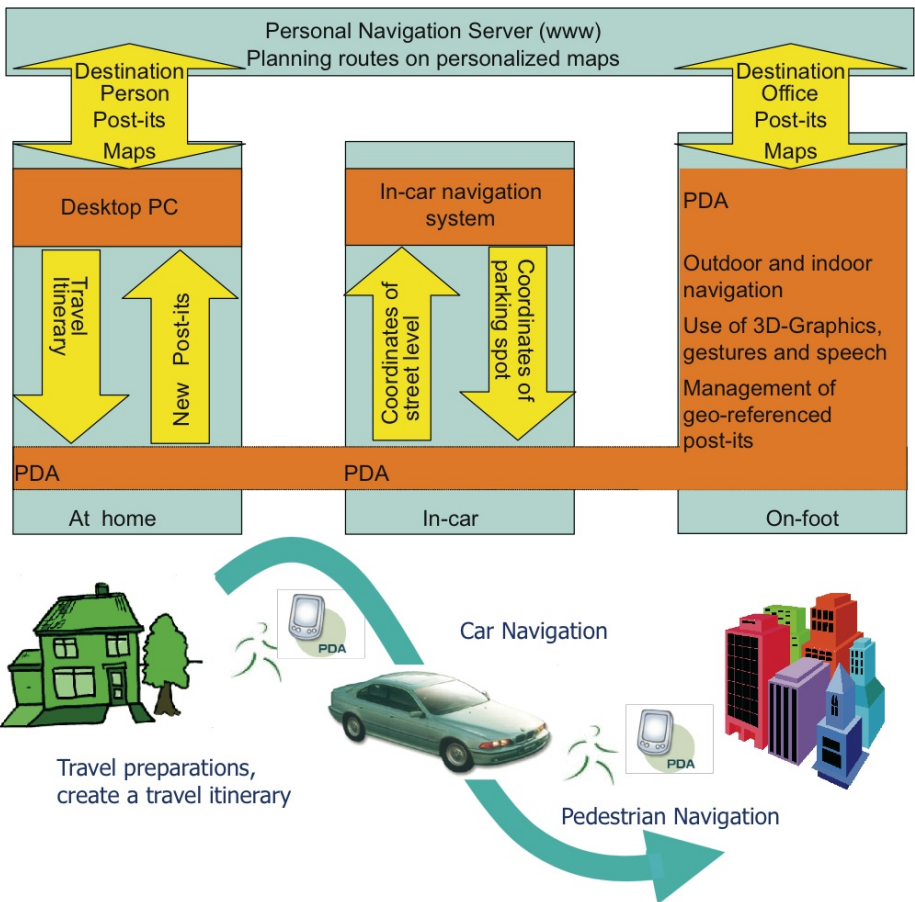 Personal Navigation Server (www)
Planning routes on personalized maps
Destination
Person
Post-its
Maps
Destination
Office
Post-its
Maps
Desktop PC
In-car navigation
system
PDA
Outdoor and indoor
navigation
Use of 3D-Graphics,
gestures and speech
Management of
geo-referenced
post-its
Travel
Itinerary
New Post-its
Coordinates of
street level
Coordinates of
parking spot
PDA
PDA
At home
In-car
On-foot
PDA
Car Navigation
PDA
Travel preparations,
create a travel itinerary
Pedestrian Navigation